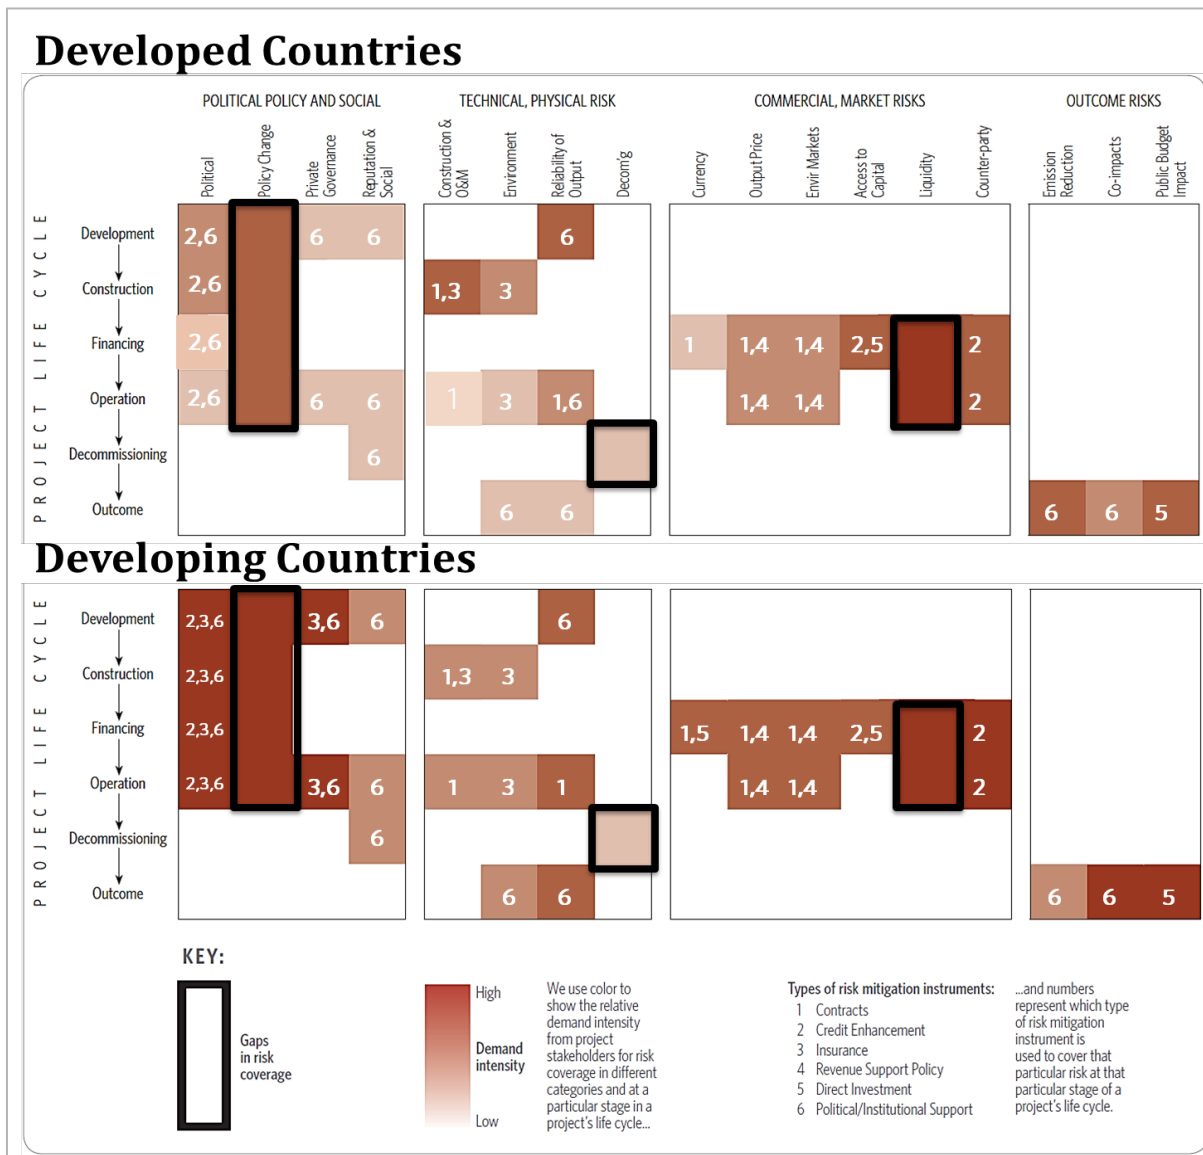 Developed Countries
POLITICAL POLICY AND SOCIAL
TECHNICAL, PHYSICAL RISK
COMMERCIAL, MARKET RISKS
OUTCOME RISKS
Political
Policy Change
Private
Governance
Reputation &
Social
Construction &
O&M
Environment
Reliability of
Output
Decom'g
Currency
Output Price
Envir Markets
Access to
Capital
Liquidity
Counter-party
Emission
Reduction
Co-impacts
Public Budget
Impact
PROJECT LIFE CYCLE
Development
2,6
6
6
6
Construction
2,6
1,3
3
Financing
2,6
1
1,4
1,4
2,5
2
Operation
2,6
6
6
1
3
1,6
1,4
1,4
2
Decommissioning
6
Outcome
6
6
6
6
5
Developing Countries
PROJECT LIFE CYCLE
Development
2,3,6
3,6
6
6
Construction
2,3,6
1,3
3
Financing
2,3,6
1,5
1,4
1,4
2,5
2
Operation
2,3,6
3,6
6
1
3
1
1,4
1,4
2
Decommissioning
6
Outcome
6
6
6
6
5
KEY:
Gaps
in risk
coverage
High
Demand
intensity
Low
We use color to
show the relative
demand intensity
from project
stakeholders for risk
coverage in different
categories and at a
particular stage in a
project's life cycle...
Types of risk mitigation instruments:
1 Contracts
2 Credit Enhancement
3 Insurance
4 Revenue Support Policy
5 Direct Investment
6 Political/Institutional Support
...and numbers
represent which type
of risk mitigation
instrument is
used to cover that
particular risk at that
particular stage of a
project's life cycle.